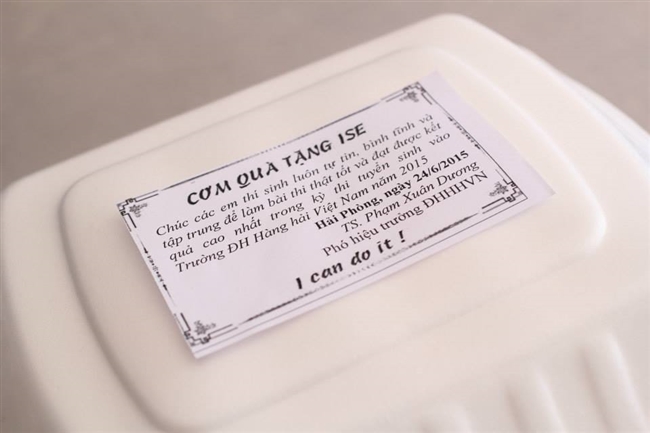 CƠM QUÀ TẶNG ISE
Chúc các em thí sinh luôn tự tin, bình tĩnh và
tập trung để làm bài thi thật tốt và đạt được kết
quả cao nhất trong kỳ thi tuyển sinh vào
Trường ĐH Hàng hải Việt Nam năm 2015
Hải Phòng, ngày 24/6/2015
TS. Phạm Xuân Dương
Phó hiệu trưởng ĐHHHVN
I can do it !